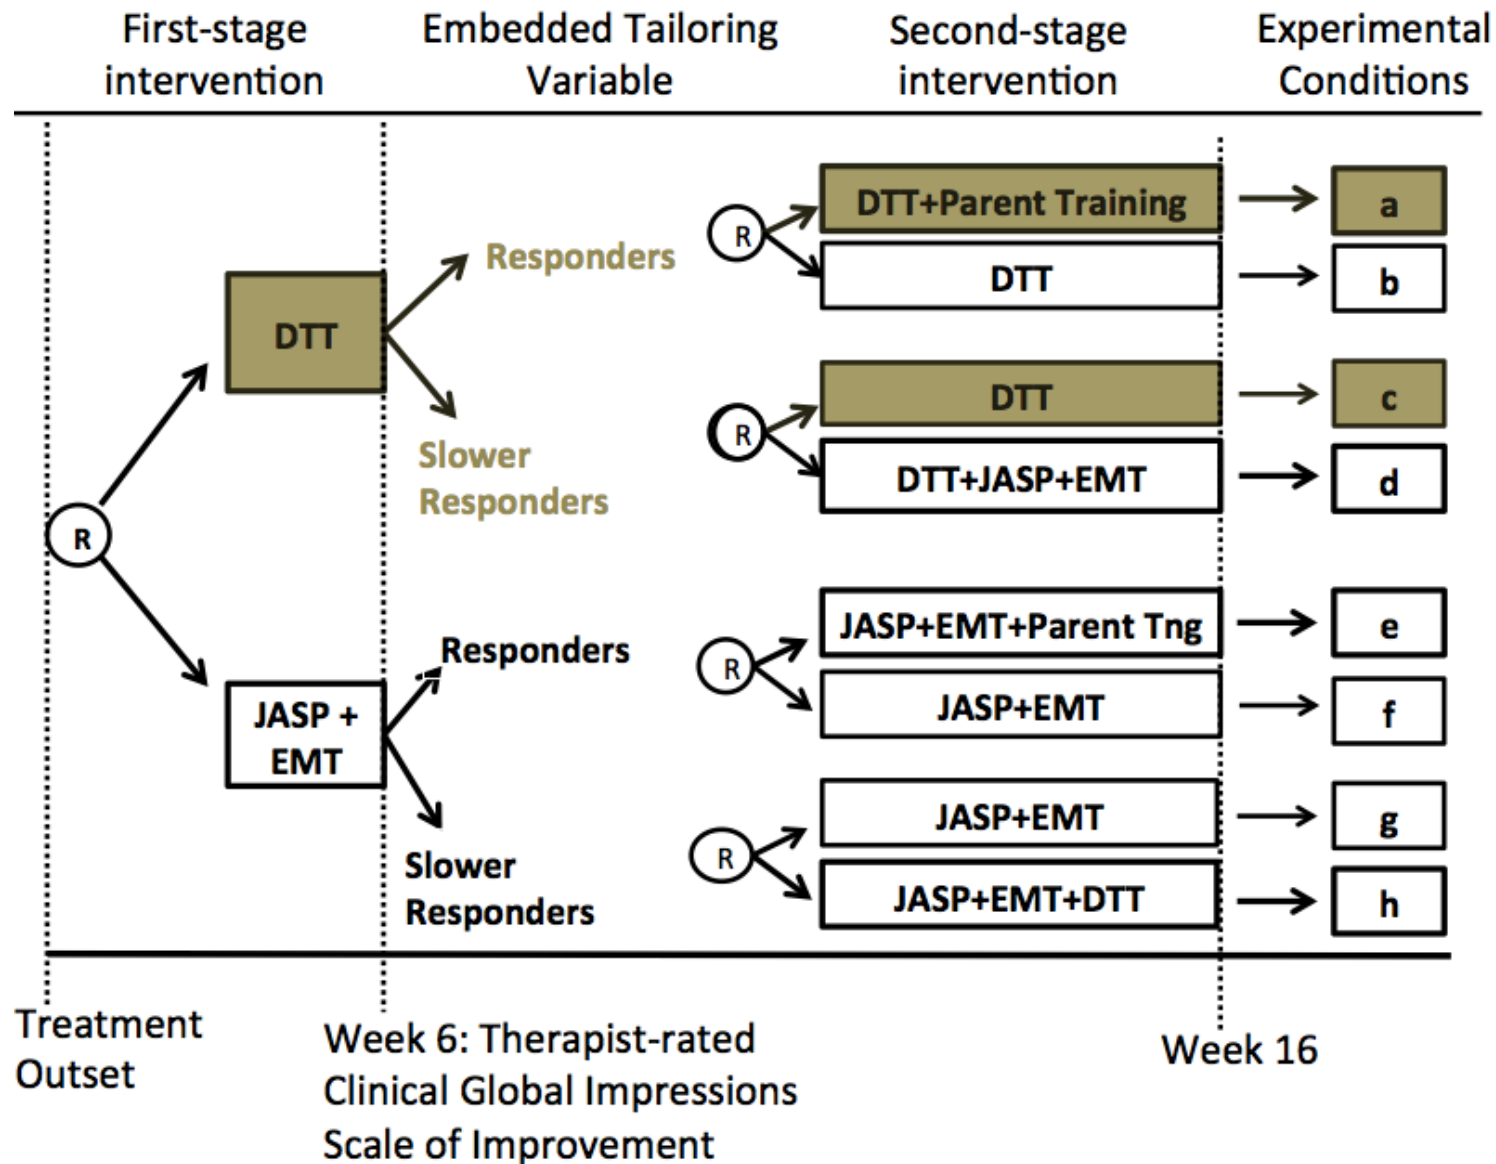 First-stage
intervention
Embedded Tailoring
Variable
Second-stage
intervention
Experimental
Conditions
R
DTT
Responders
Slower
Responders
R
DTT+Parent Training
a
DTT
b
R
DTT
c
DTT+JASP+EMT
d
JASP +
EMT
Responders
Slower
Responders
R
JASP+EMT+Parent Tng
e
JASP+EMT
f
R
JASP+EMT
g
JASP+EMT+DTT
h
Treatment
Outset
Week 6: Therapist-rated
Clinical Global Impressions
Scale of Improvement
Week 16